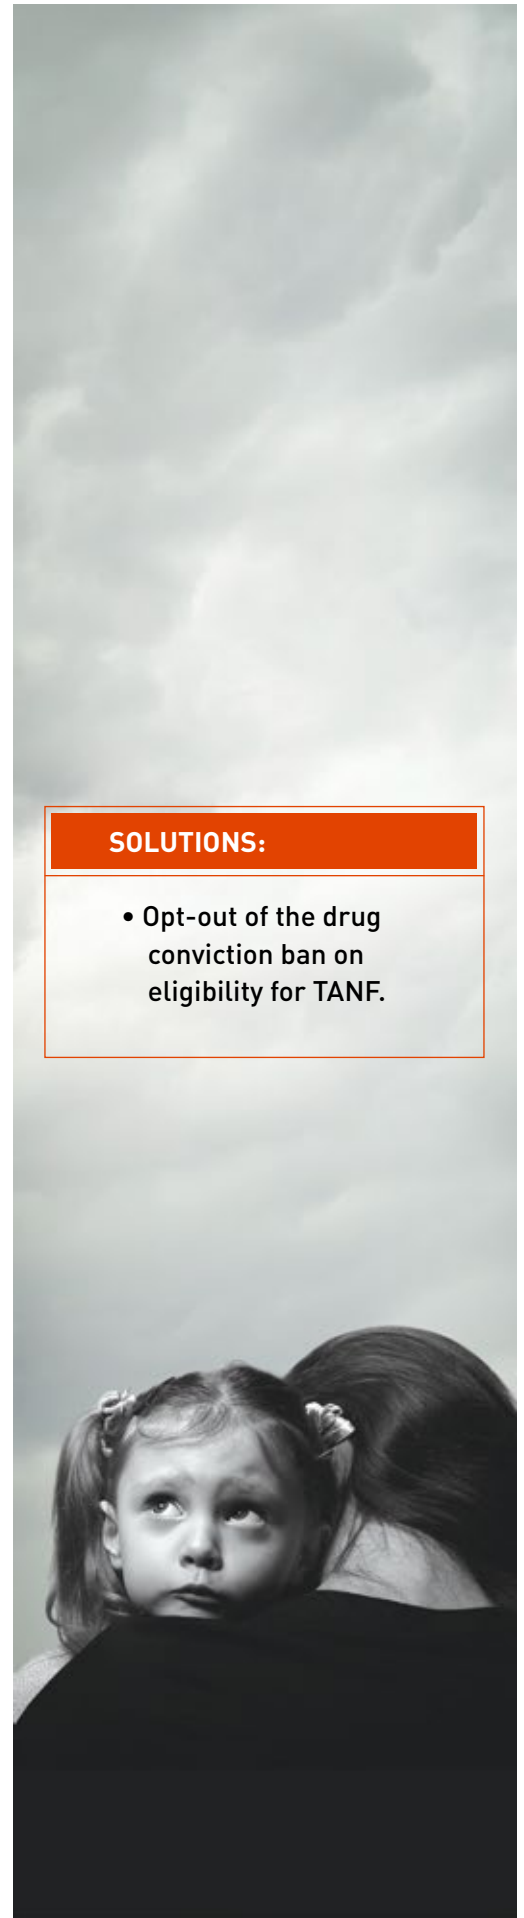 SOLUTIONS:
• Opt-out of the drug
conviction ban on
eligibility for TANF.